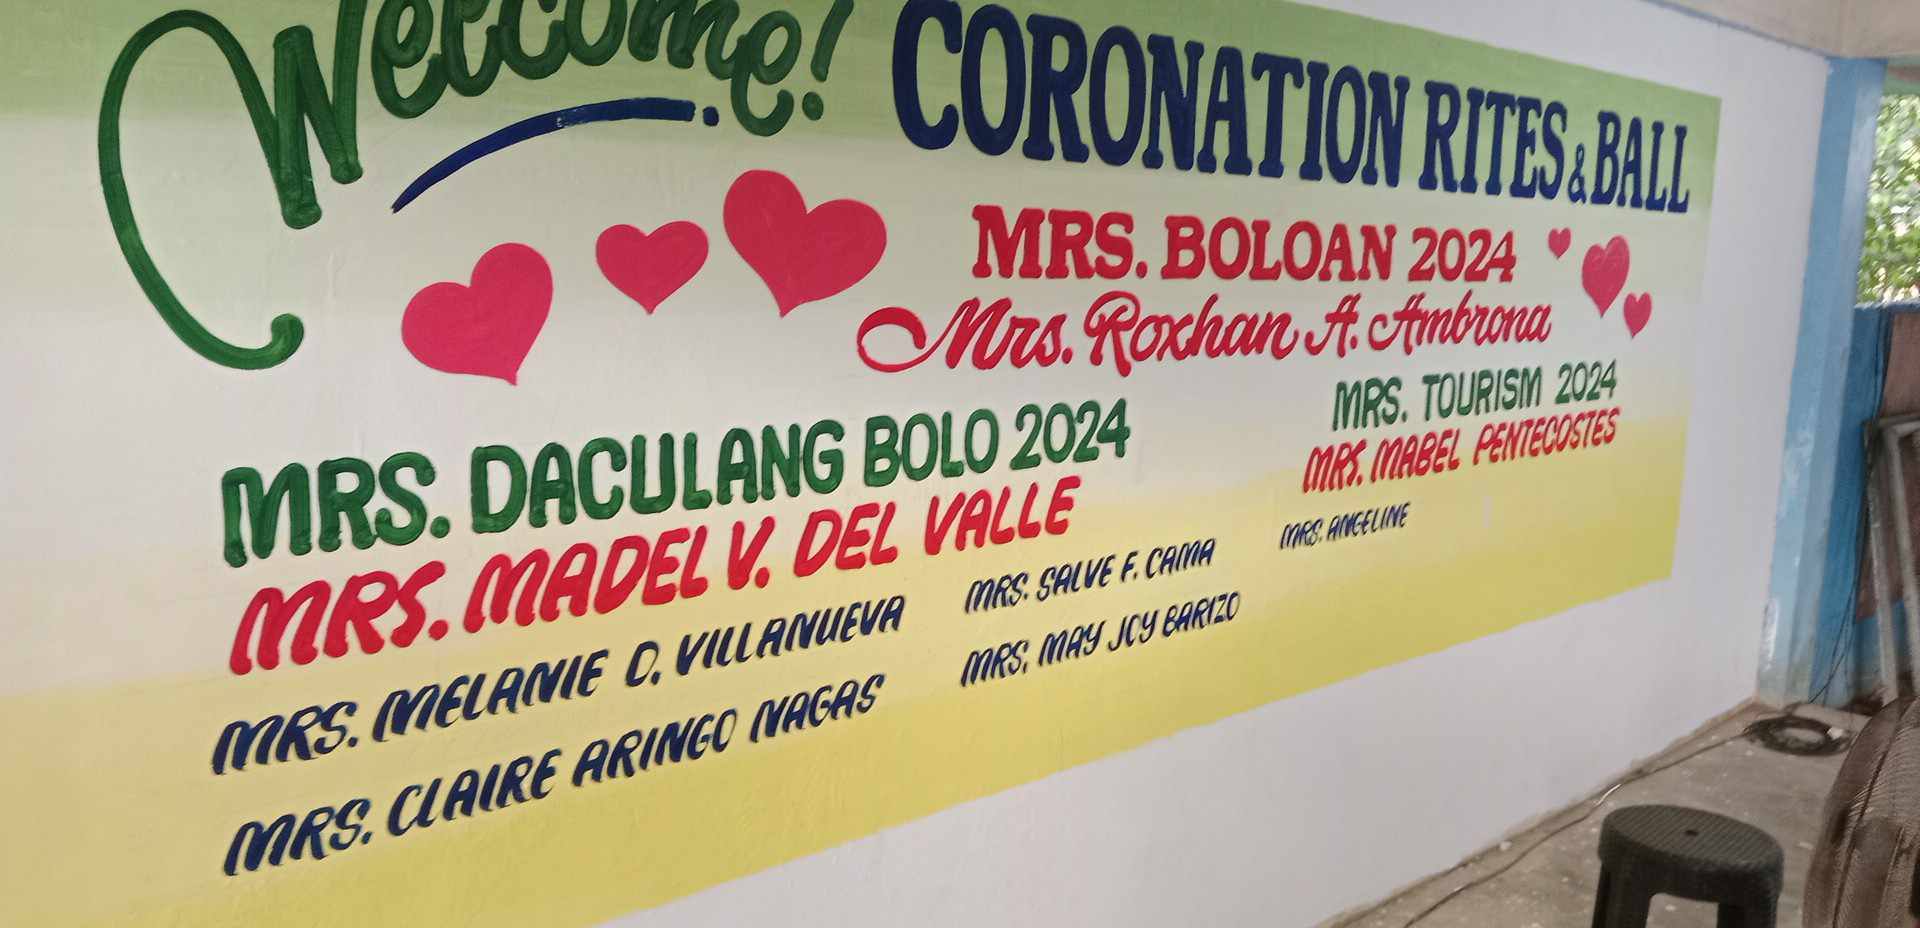 Welcome!
CORONATION RITES & BALL
MRS. BOLOAN 2024
Mrs. Roxhan A. Ambrona
MRS. DACULANG BOLO 2024
MRS. MADEL V. DEL VALLE
MRS. TOURISM 2024
MRS. MABEL PENTECOSTES
MRS. MELANIE D. VILLANUEVA
MRS. SALVE F. CAMA
MRS. ANGELINE
MRS. CLAIRE ARINGO NAGAS
MRS. MAY JOY BARIZO